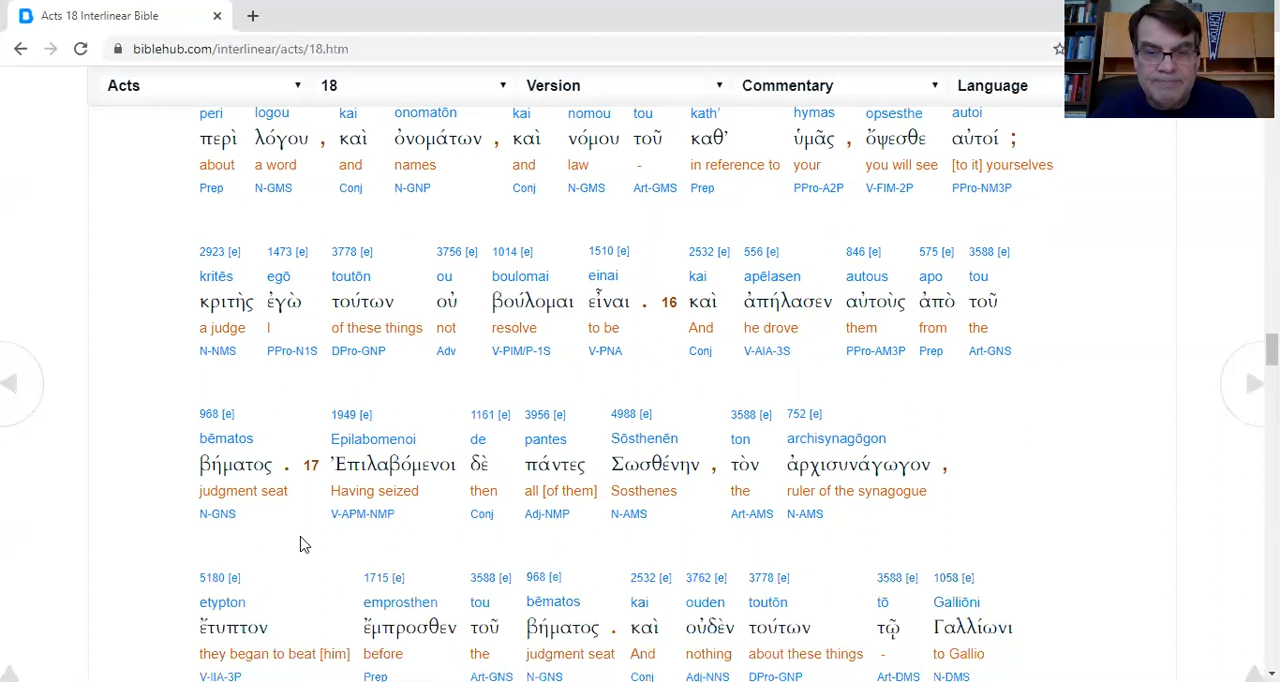 Acts 18 Interlinear Bible
biblehub.com/interlinear/acts/18.htm
Acts 18 Version Commentary Language
peri logou kai onomatōn kai nomou tou kath’ hymas opsesthe autoi
περὶ λόγου , καὶ ὀνομάτων , καὶ νόμου τοῦ καθ’ ὑμᾶς , ὄψεσθε αὐτοί ;
about a word and names and law - in reference to your you will see [to it] yourselves
Prep N-GMS Conj N-GNP Conj N-GMS Art-GMS Prep PPro-A2P V-FIM-2P PPro-NM3P
2923 [e] 1473 [e] 3778 [e] 3756 [e] 1014 [e] 1510 [e] 2532 [e] 556 [e] 846 [e] 575 [e] 3588 [e]
kritēs egō toutōn ou boulomai einai kai apēlasen autous apo tou
κριτὴς ἐγὼ τούτων οὐ βούλομαι εἶναι . 16 καὶ ἀπήλασεν αὐτοὺς ἀπὸ τοῦ
a judge I of these things not resolve to be And he drove them from the
N-NMS PPro-N1S DPro-GNP Adv V-PIM/P-1S V-PNA Conj V-AIA-3S PPro-AM3P Prep Art-GNS
968 [e] 1949 [e] 1161 [e] 3956 [e] 4988 [e] 3588 [e] 752 [e]
bēmatos Epilabomenoi de pantes Sōsthenēn ton archisynagōgon
βήματος . 17 Ἐπιλαβόμενοι δὲ πάντες Σωσθένην , τὸν ἀρχισυνάγωγον ,
judgment seat Having seized then all [of them] Sosthenes the ruler of the synagogue
N-GNS V-APM-NMP Conj Adj-NMP N-AMS Art-AMS N-AMS
5180 [e] 1715 [e] 3588 [e] 968 [e] 2532 [e] 3762 [e] 3778 [e] 3588 [e] 1058 [e]
etypton emprosthen tou bēmatos kai ouden toutōn tō Galliōni
ἔτυπτον ἔμπροσθεν τοῦ βήματος . καὶ οὐδὲν τούτων τῷ Γαλλίωνι
they began to beat [him] before the judgment seat And nothing about these things - to Gallio
V-IIA-3P Prep Art-GNS N-GNS Conj Adj-NNS DPro-GNP Art-DMS N-DMS